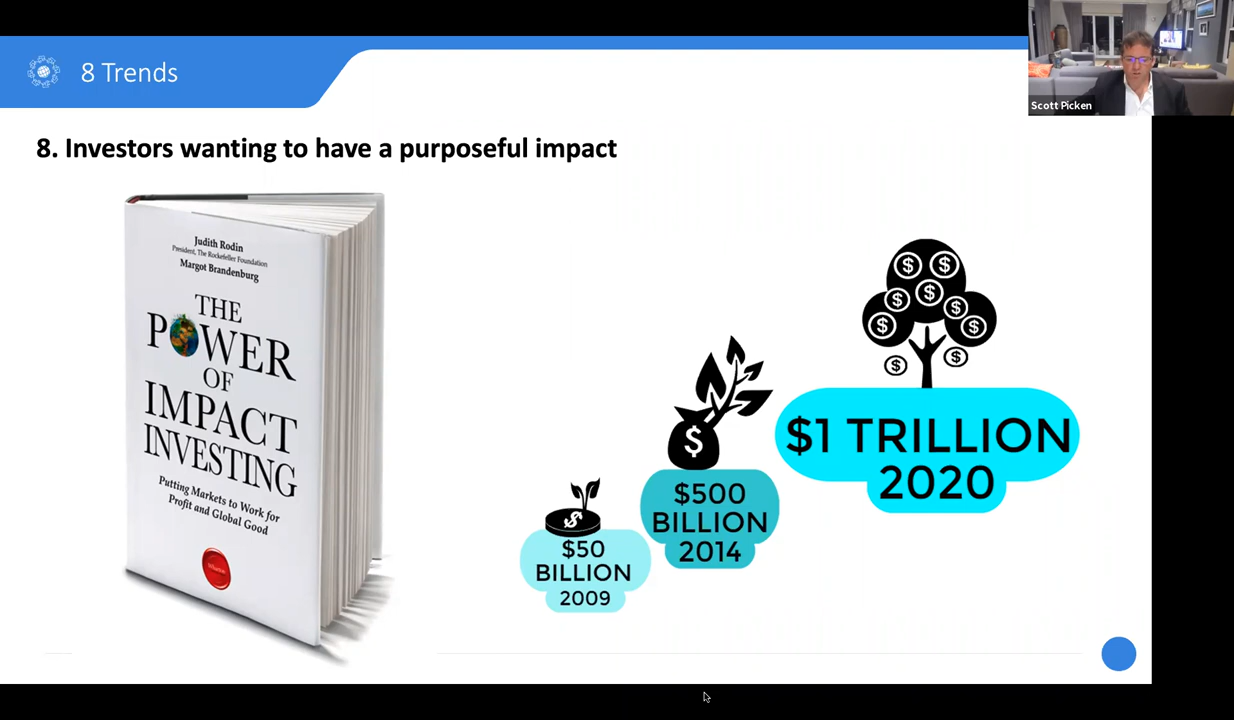 8 Trends
Scott Picken
8. Investors wanting to have a purposeful impact
Judith Rodin
President, The Rockefeller Foundation
Margot Brandenburg
THE
POWER
OF
IMPACT
INVESTING
Putting Markets to Work for
Profit and Global Good
Wharton
$ $
$ $ $
$ $
$ $
$
$
$1 TRILLION
2020
$500
BILLION
2014
$50
BILLION
2009